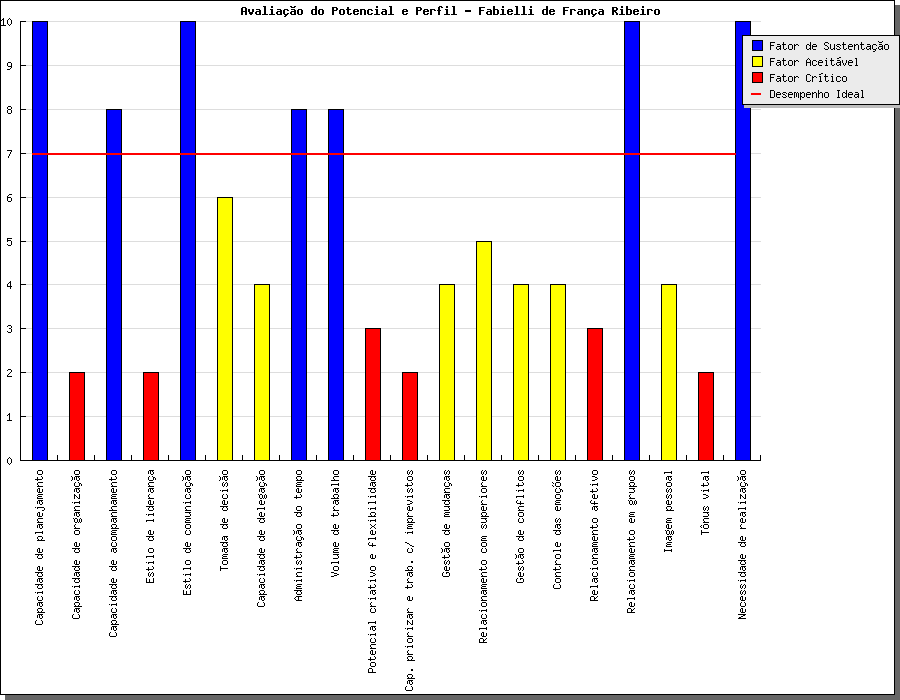 Avaliação do Potencial e Perfil - Fabielli de França Ribeiro
10
9
8
7
6
5
4
3
2
1
0
Fator de Sustentação
Fator Aceitável
Fator Crítico
Desempenho Ideal
Capacidade de planejamento
Capacidade de organização
Capacidade de acompanhamento
Estilo de liderança
Estilo de comunicação
Tomada de decisão
Capacidade de delegação
Administração do tempo
Volume de trabalho
Potencial criativo e flexibilidade
Cap. priorizar e trab. c/ imprevistos
Gestão de mudanças
Relacionamento com superiores
Gestão de conflitos
Controle das emoções
Relacionamento afetivo
Relacionamento em grupos
Imagem pessoal
Tônus vital
Necessidade de realização